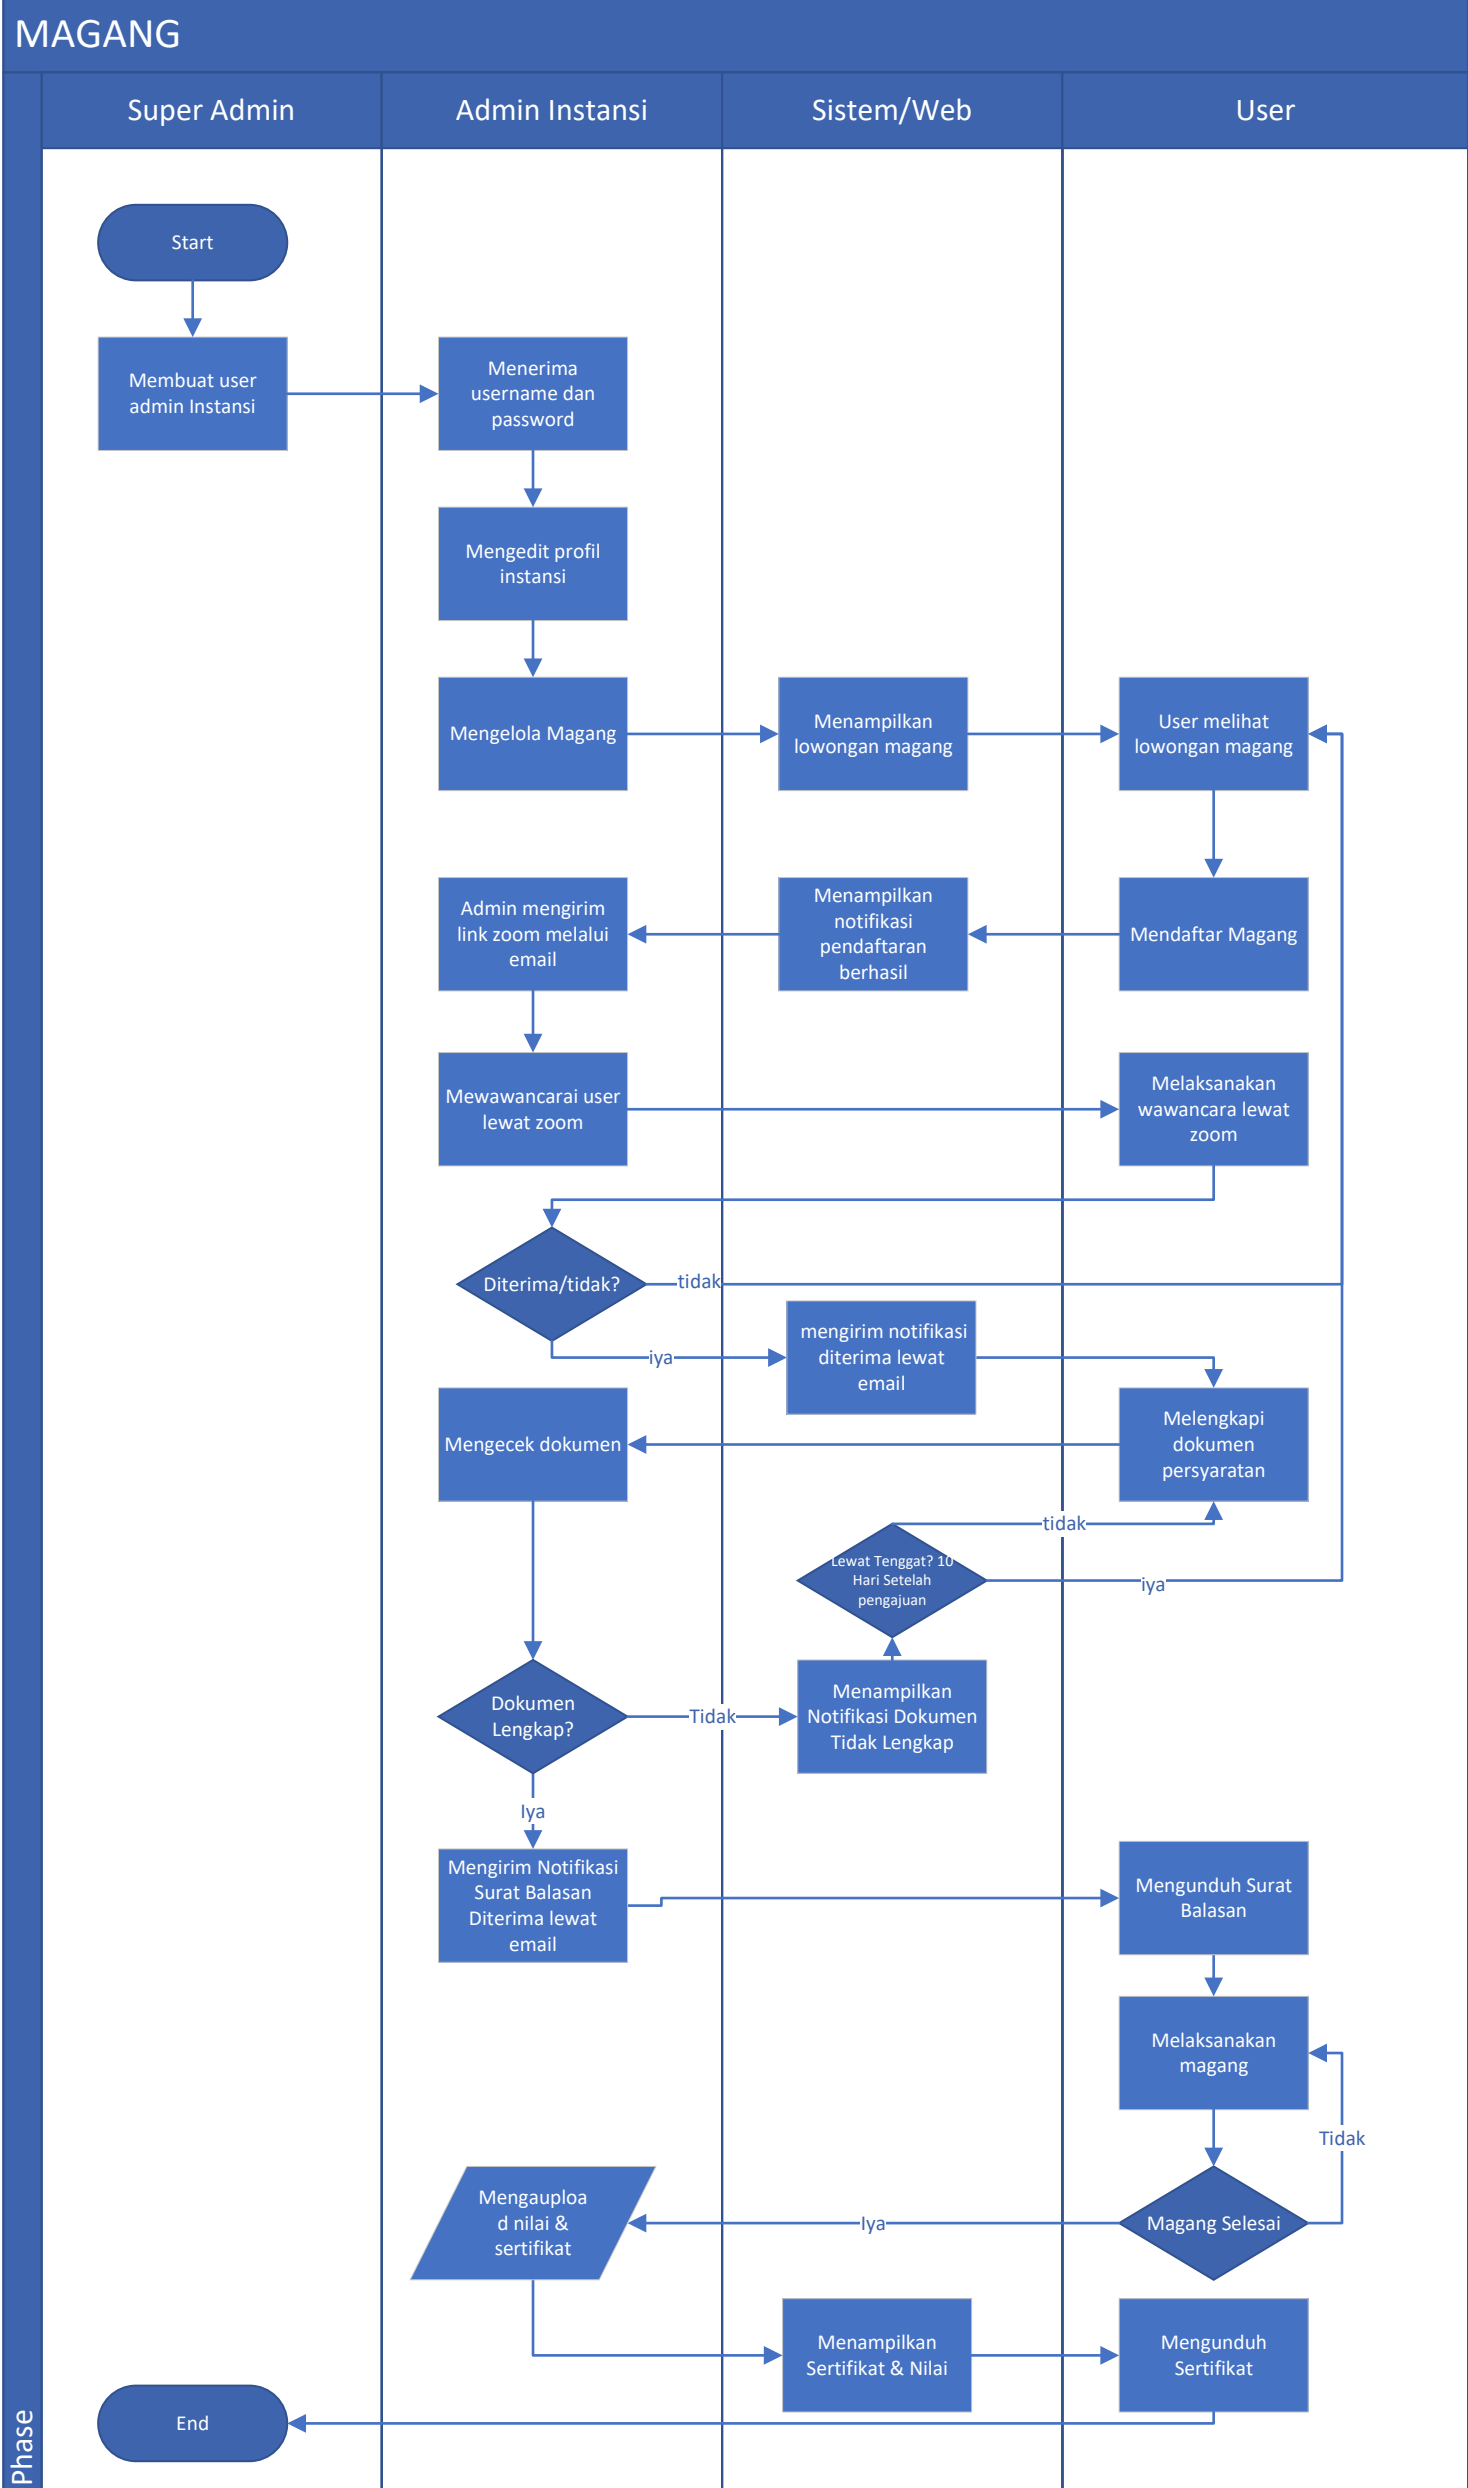 MAGANG
Super Admin
Admin Instansi
Sistem/Web
User
Start
Membuat user
admin Instansi
Menerima
username dan
password
Mengedit profil
instansi
Mengelola Magang
Menampilkan
lowongan magang
User melihat
lowongan magang
Admin mengirim
link zoom melalui
email
Menampilkan
notifikasi
pendaftaran
berhasil
Mendaftar Magang
Mewawancarai user
lewat zoom
Melaksanakan
wawancara lewat
zoom
Diterima/tidak?
tidak
iya
mengirim notifikasi
diterima lewat
email
Mengecek dokumen
Melengkapi
dokumen
persyaratan
tidak
Lewat Tenggat? 10
Hari Setelah
pengajuan
iya
Dokumen
Lengkap?
Tidak
Menampilkan
Notifikasi Dokumen
Tidak Lengkap
Iya
Mengirim Notifikasi
Surat Balasan
Diterima lewat
email
Mengunduh Surat
Balasan
Melaksanakan
magang
Tidak
Mengauploa
d nilai &
sertifikat
Iya
Magang Selesai
Menampilkan
Sertifikat & Nilai
Mengunduh
Sertifikat
End
Phase